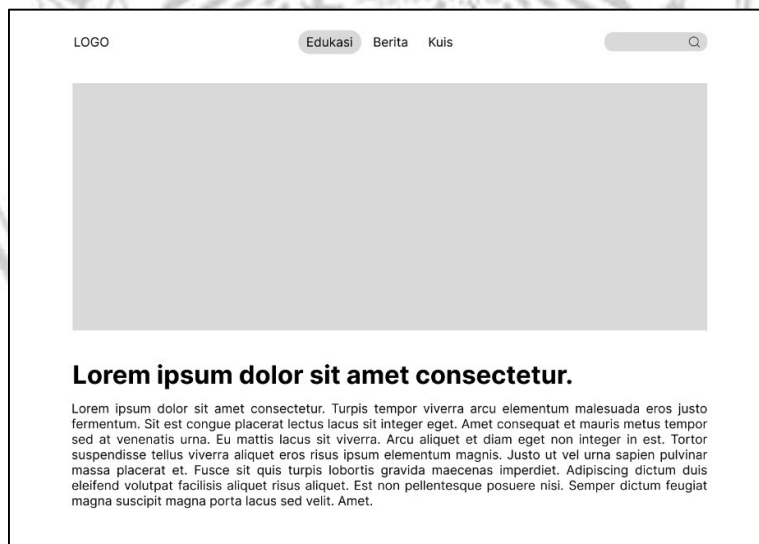 LOGO
Edukasi Berita Kuis
Lorem ipsum dolor sit amet consectetur.
Lorem ipsum dolor sit amet consectetur. Turpis tempor viverra arcu elementum malesuada eros justo
fermentum. Sit est congue placerat lectus lacus sit integer eget. Amet consequat et mauris metus tempor
sed at venenatis urna. Eu mattis lacus sit viverra. Arcu aliquet et diam eget non integer in est. Tortor
suspendisse tellus viverra aliquet eros risus ipsum elementum magnis. Justo ut vel urna sapien pulvinar
massa placerat et. Fusce sit quis turpis lobortis gravida maecenas imperdiet. Adipiscing dictum duis
eleifend volutpat facilisis aliquet risus aliquet. Est non pellentesque posuere nisi. Semper dictum feugiat
magna suscipit magna porta lacus sed velit. Amet.